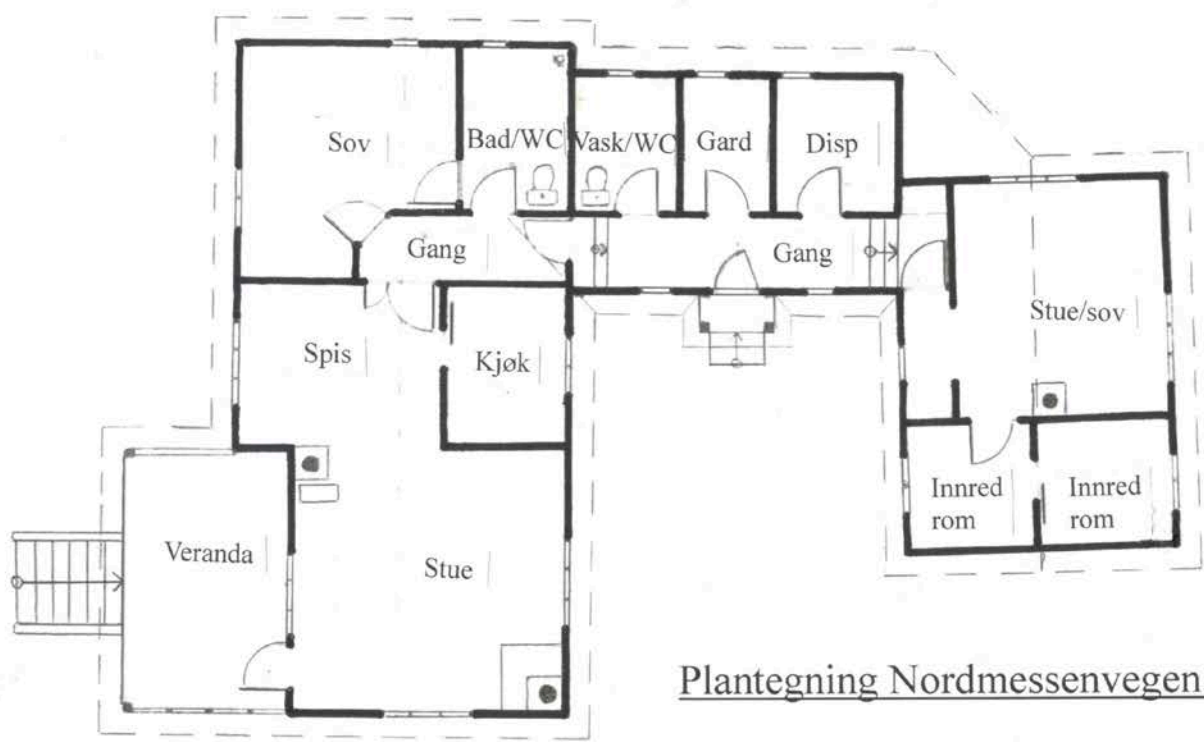 Sov
Bad/WC
Vask/WC
Gard
Disp
Gang
Gang
Spis
Kjøk
Stue/sov
Innred
rom
Innred
rom
Veranda
Stue
Plantegning Nordmessenvegen